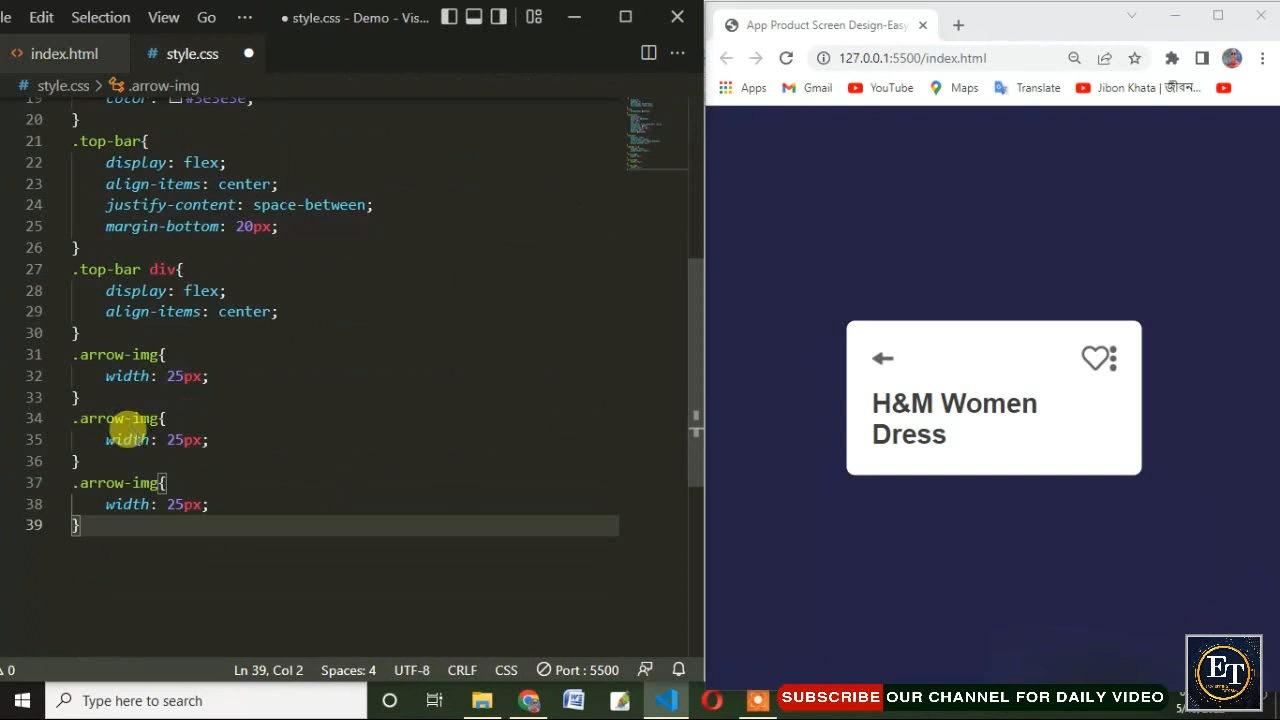 Edit Selection View Go ··· ● style.css - Demo - Vis...
index.html
# style.css ●
# style.css > .arrow-img
color: #3e3e3e;
20 }
21 .top-bar{
22 display: flex;
23 align-items: center;
24 justify-content: space-between;
25 margin-bottom: 20px;
26 }
27 .top-bar div{
28 display: flex;
29 align-items: center;
30 }
31 .arrow-img{
32 width: 25px;
33 }
34 .arrow-img{
35 width: 25px;
36 }
37 .arrow-img{
38 width: 25px;
39 }
0 Ln 39, Col 2 Spaces: 4 UTF-8 CRLF CSS Port : 5500
Type here to search
App Product Screen Design-Easy
127.0.0.1:5500/index.html
Apps Gmail YouTube Maps Translate Jibon Khata | জীবন...
H&M Women
Dress
ET
SUBSCRIBE OUR CHANNEL FOR DAILY VIDEO